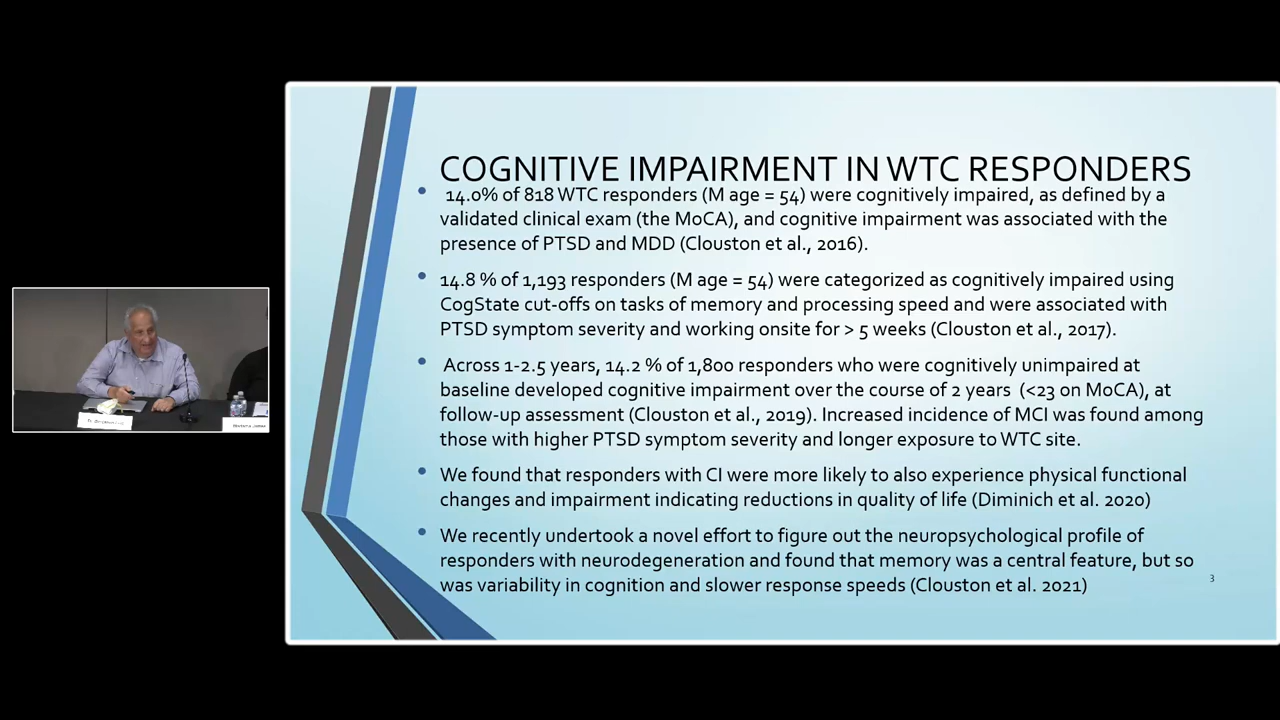 COGNITIVE IMPAIRMENT IN WTC RESPONDERS
• 14.0% of 818 WTC responders (M age = 54) were cognitively impaired, as defined by a
validated clinical exam (the MoCA), and cognitive impairment was associated with the
presence of PTSD and MDD (Clouston et al., 2016).
• 14.8 % of 1,193 responders (M age = 54) were categorized as cognitively impaired using
CogState cut-offs on tasks of memory and processing speed and were associated with
PTSD symptom severity and working onsite for > 5 weeks (Clouston et al., 2017).
• Across 1-2.5 years, 14.2 % of 1,800 responders who were cognitively unimpaired at
baseline developed cognitive impairment over the course of 2 years (<23 on MoCA), at
follow-up assessment (Clouston et al., 2019). Increased incidence of MCI was found among
those with higher PTSD symptom severity and longer exposure to WTC site.
• We found that responders with CI were more likely to also experience physical functional
changes and impairment indicating reductions in quality of life (Diminich et al. 2020)
• We recently undertook a novel effort to figure out the neuropsychological profile of
responders with neurodegeneration and found that memory was a central feature, but so
was variability in cognition and slower response speeds (Clouston et al. 2021)
3